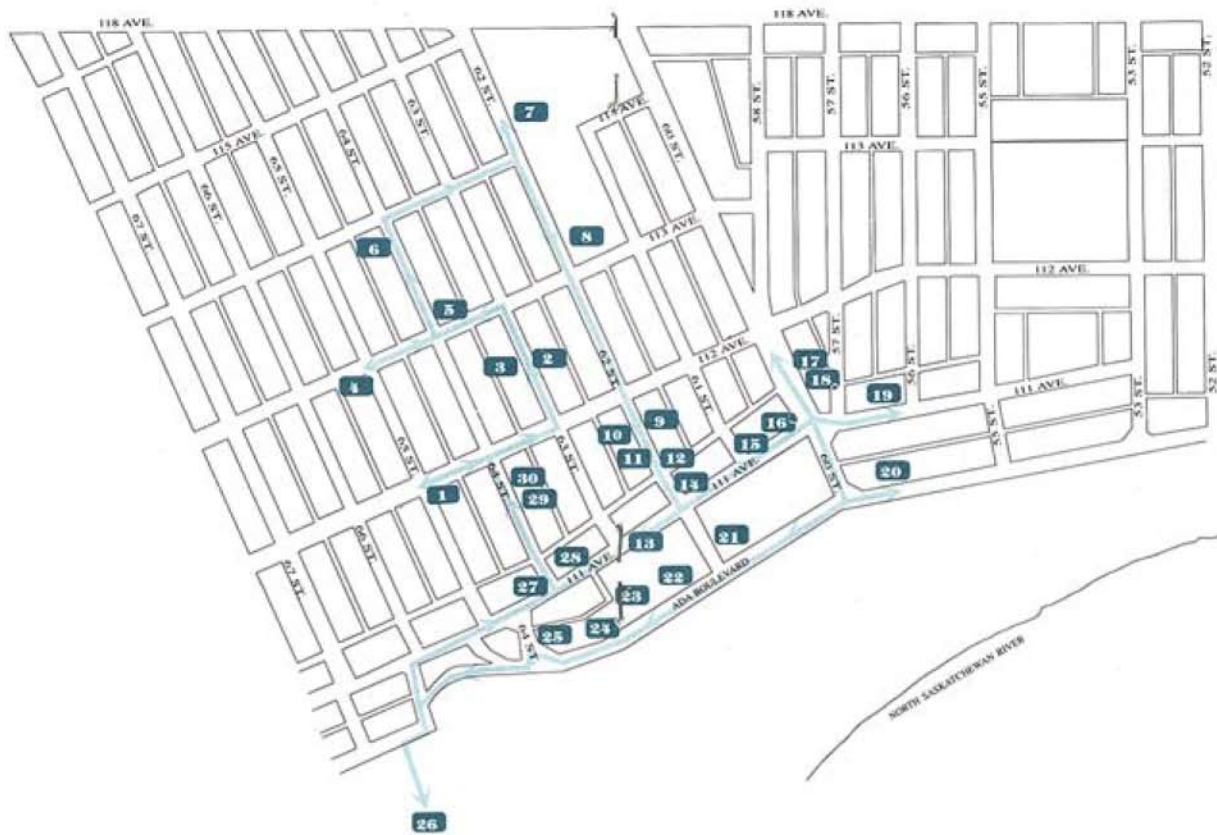 118 AVE.
118 AVE.
62 ST.
7
63 ST.
64 ST.
115 AVE.
65 ST.
66 ST.
67 ST.
114 AVE.
60 ST.
58 ST.
57 ST.
56 ST.
55 ST.
53 ST.
52 ST.
113 AVE.
8
113 AVE.
6
5
112 AVE.
4
3
2
62 ST.
112 AVE.
61 ST.
17
18
57 ST.
19
56 ST.
111 AVE.
53 ST.
52 ST.
55 ST.
10
9
16
15
11
12
63 ST.
65 ST.
64 ST.
30
29
1
14
111 AVE.
60 ST.
20
66 ST.
67 ST.
13
21
28
111 AVE.
27
22
23
ADA BOULEVARD
24
25
64 ST.
NORTH SASKATCHEWAN RIVER
26